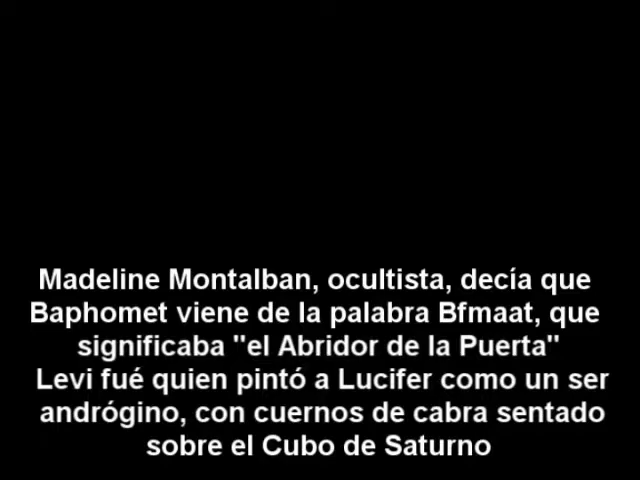 Madeline Montalban, ocultista, decía que
Baphomet viene de la palabra Bfmaat, que
significaba "el Abridor de la Puerta"
Levi fué quien pintó a Lucifer como un ser
andrógino, con cuernos de cabra sentado
sobre el Cubo de Saturno